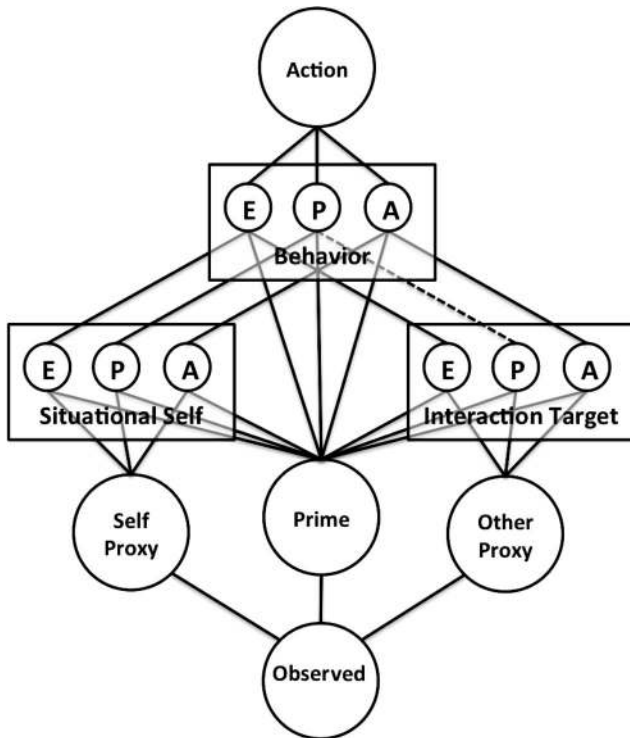 Action
E P A
Behavior
E P A
Situational Self
E P A
Interaction Target
Self
Proxy
Prime
Other
Proxy
Observed